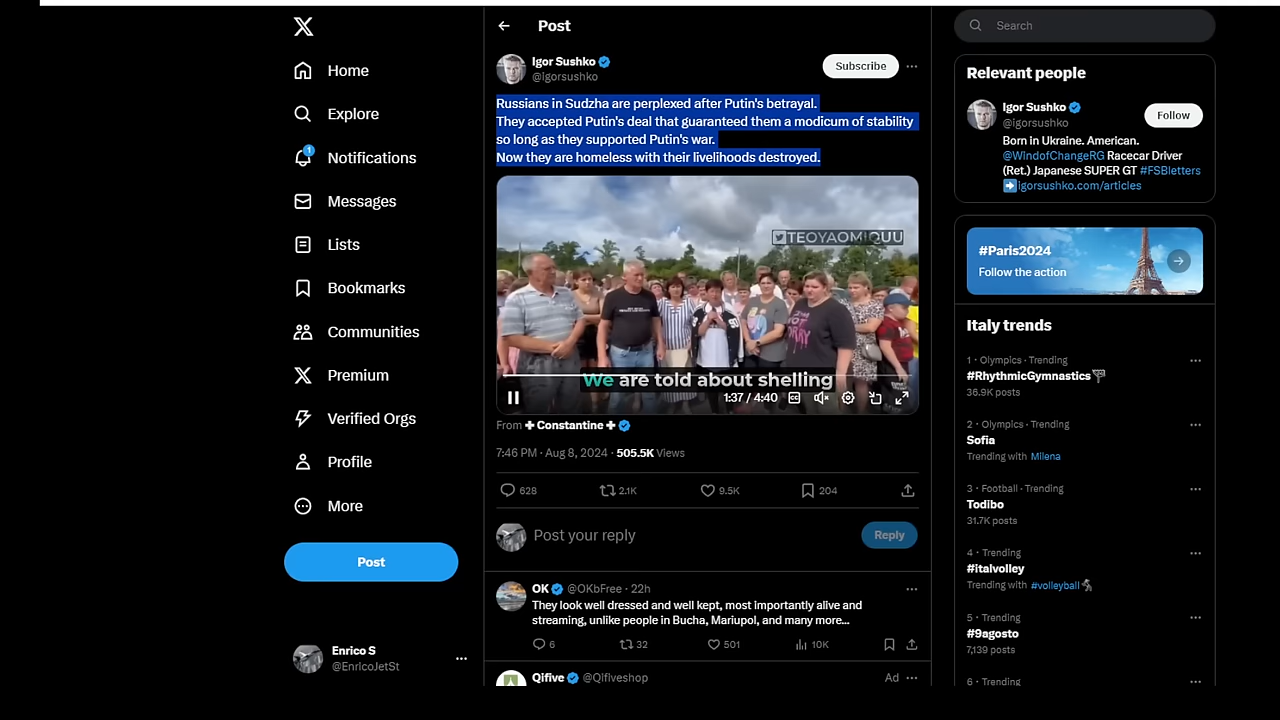 Home
Explore
1
Notifications
Messages
Lists
Bookmarks
Communities
Premium
Verified Orgs
Profile
More
Post
Enrico S
@EnricoJetSt
Post
Igor Sushko
@igorsushko
Subscribe
Russians in Sudzha are perplexed after Putin's betrayal.
They accepted Putin's deal that guaranteed them a modicum of stability
so long as they supported Putin's war.
Now they are homeless with their livelihoods destroyed.
TEOYAOMIQUU
We are told about shelling
1:37 / 4:40
From ✚ Constantine ✚
7:46 PM · Aug 8, 2024 · 505.5K Views
628 2.1K 9.5K 204
Post your reply
Reply
OK @OKbFree · 22h
They look well dressed and well kept, most importantly alive and
streaming, unlike people in Bucha, Mariupol, and many more...
6 32 501 10K
Qifive @Qifiveshop Ad
Search
Relevant people
Igor Sushko
@igorsushko
Follow
Born in Ukraine. American.
@WindofChangeRG Racecar Driver
(Ret.) Japanese SUPER GT #FSBletters
➡igorsushko.com/articles
#Paris2024
Follow the action
Italy trends
1 · Olympics · Trending
#RhythmicGymnastics
36.9K posts
2 · Olympics · Trending
Sofia
Trending with Milena
3 · Football · Trending
Todibo
31.7K posts
4 · Trending
#italvolley
Trending with #volleyball
5 · Trending
#9agosto
7,139 posts
6 · Trending